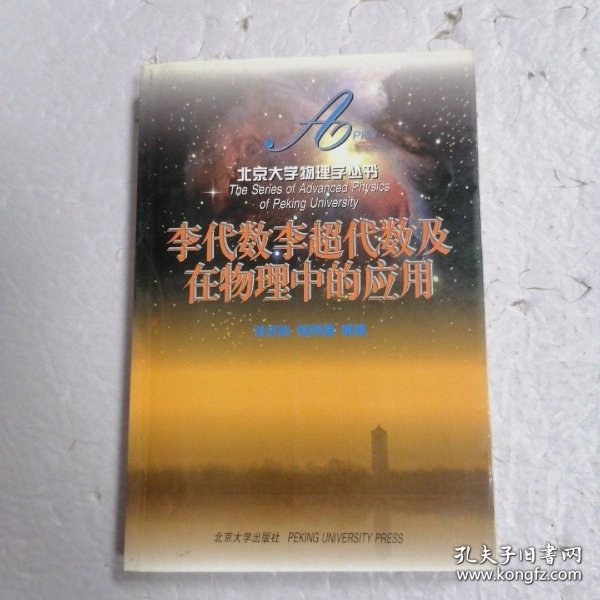 A
北京大学物理学丛书
The Series of Advanced Physics
of Peking University
李代数李超代数及
在物理中的应用
编著
北京大学出版社 PEKING UNIVERSITY PRESS
孔夫子旧书网
www.kongfz.com